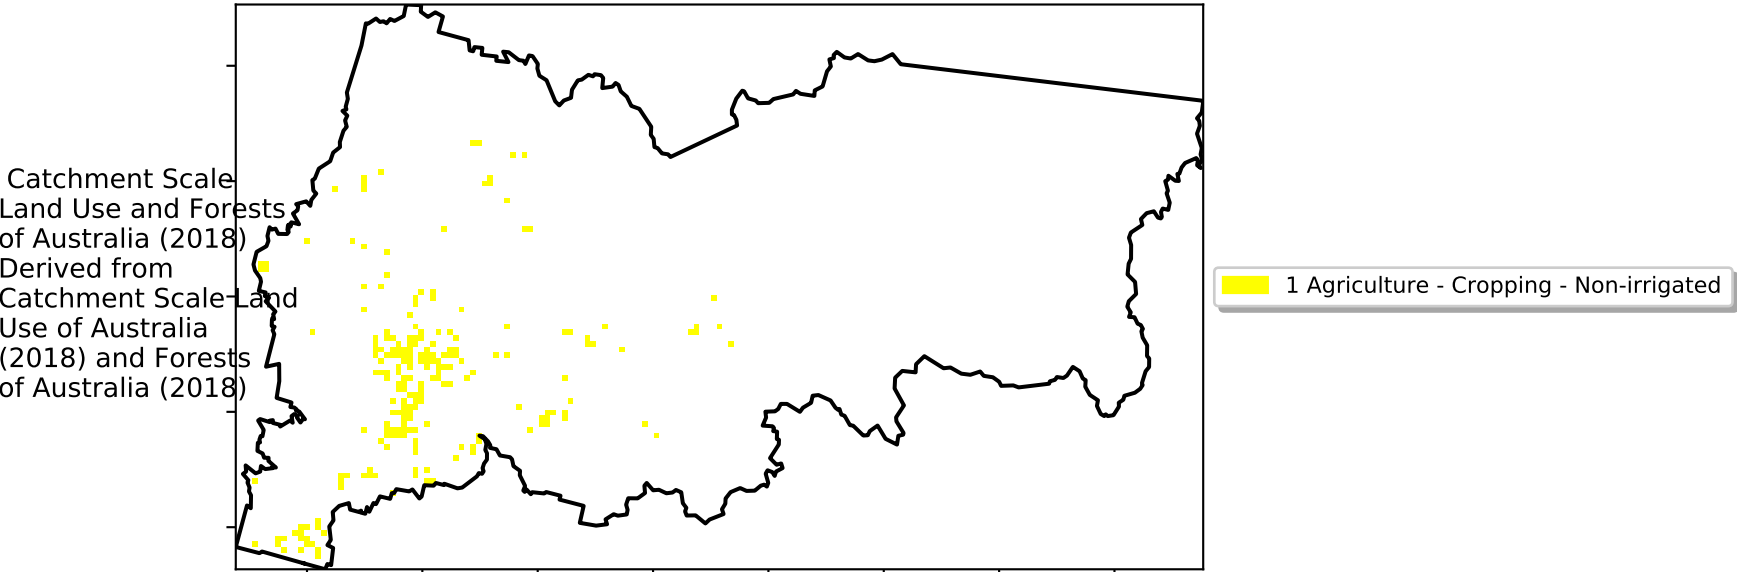 Catchment Scale
Land Use and Forests
of Australia (2018)
Derived from
Catchment Scale Land
Use of Australia
(2018) and Forests
of Australia (2018)
1 Agriculture - Cropping - Non-irrigated